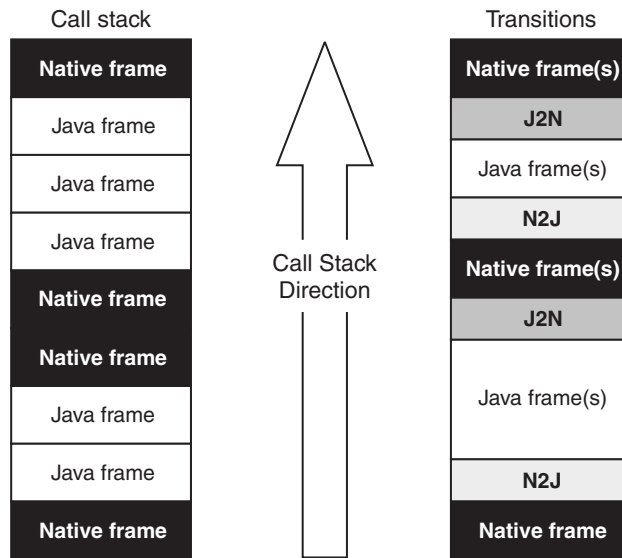 Call stack
Native frame
Java frame
Java frame
Java frame
Native frame
Native frame
Java frame
Java frame
Native frame
Call Stack
Direction
Transitions
Native frame(s)
J2N
Java frame(s)
N2J
Native frame(s)
J2N
Java frame(s)
N2J
Native frame